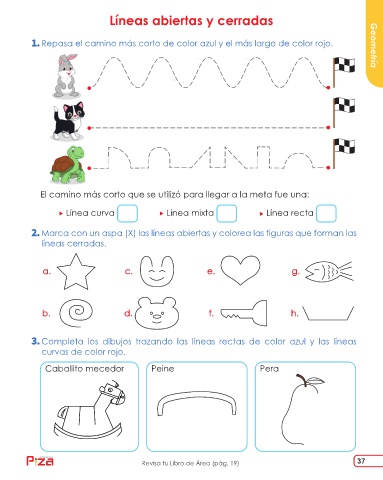 Líneas abiertas y cerradas
Geometría
1. Repasa el camino más corto de color azul y el más largo de color rojo.
El camino más corto que se utilizó para llegar a la meta fue una:
Línea curva
Línea mixta
Línea recta
2. Marca con un aspa (X) las líneas abiertas y colorea las figuras que forman las
líneas cerradas.
a.
c.
e.
g.
b.
d.
f.
h.
3. Completa los dibujos trazando las líneas rectas de color azul y las líneas
curvas de color rojo.
Caballito mecedor
Peine
Pera
Piza
Revisa tu Libro de Área (pág. 19)
37